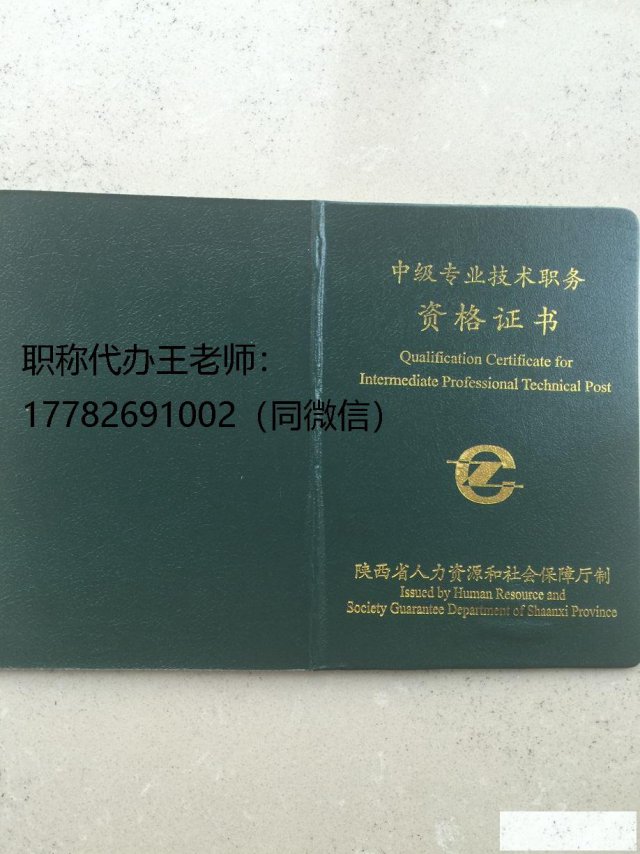 中级专业技术职务
资格证书
Qualification Certificate for
Intermediate Professional Technical Post
职称代办王老师：
17782691002（同微信）
陕西省人力资源和社会保障厅制
Issued by Human Resource and
Society Guarantee Department of Shaanxi Province